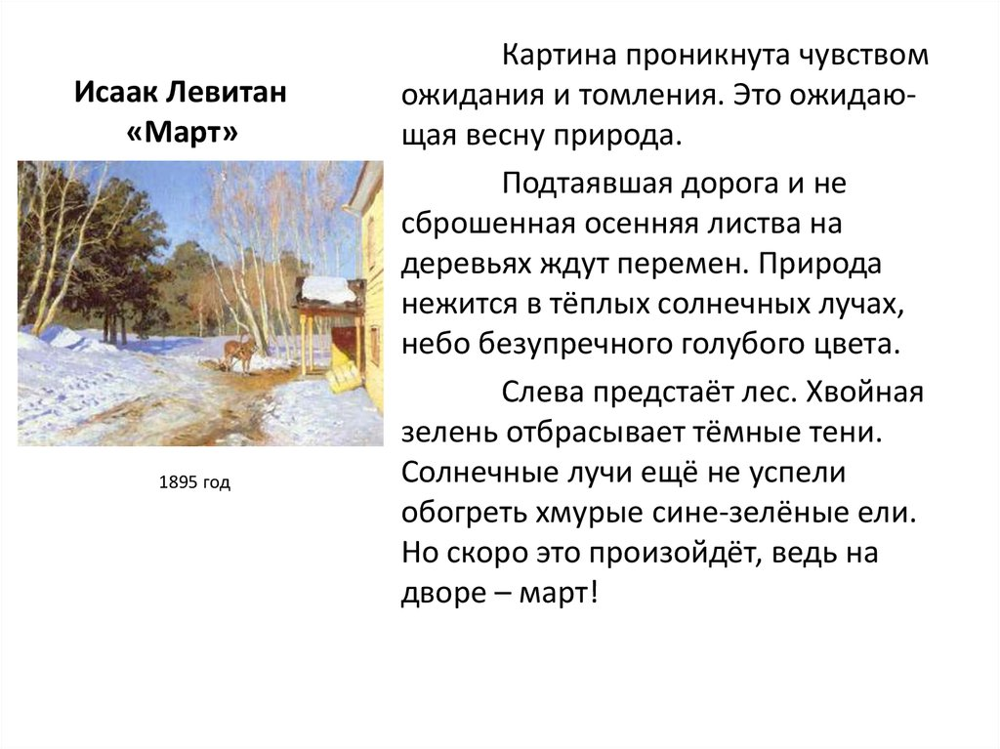 Исаак Левитан
«Март»
1895 год
Картина проникнута чувством
ожидания и томления. Это ожидаю-
щая весну природа.
Подтаявшая дорога и не
сброшенная осенняя листва на
деревьях ждут перемен. Природа
нежится в тёплых солнечных лучах,
небо безупречного голубого цвета.
Слева предстаёт лес. Хвойная
зелень отбрасывает тёмные тени.
Солнечные лучи ещё не успели
обогреть хмурые сине-зелёные ели.
Но скоро это произойдёт, ведь на
дворе – март!